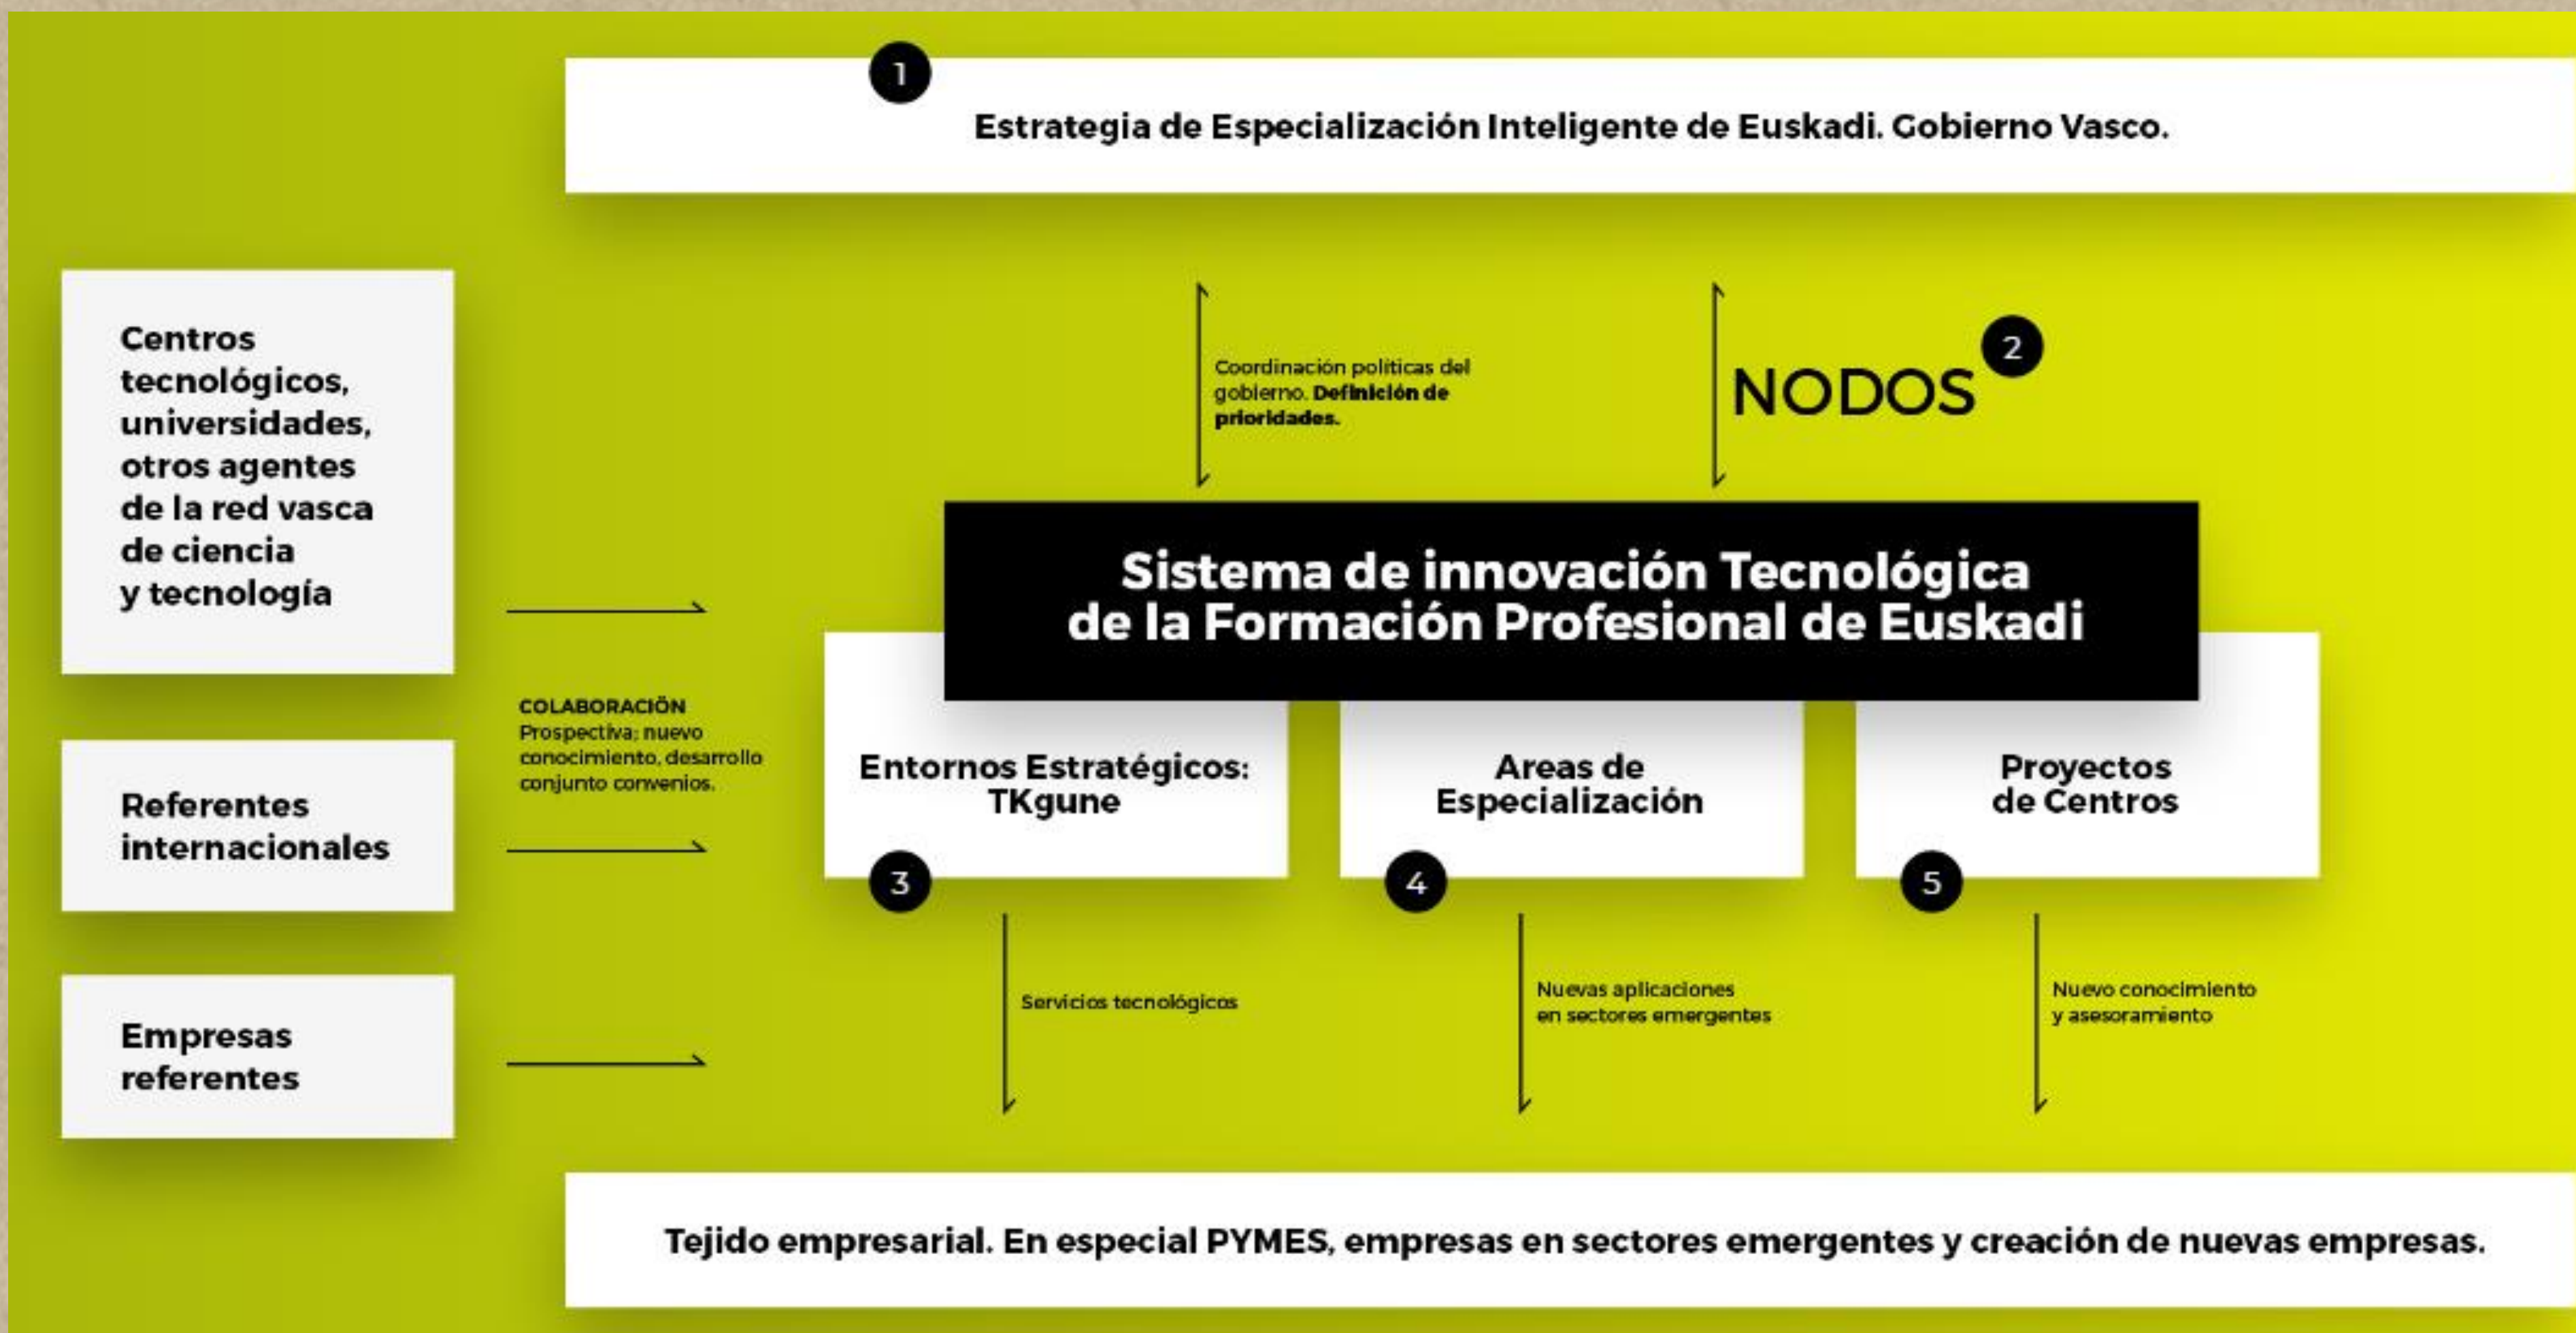 1
Estrategia de Especialización Inteligente de Euskadi. Gobierno Vasco.
Centros
tecnológicos,
universidades,
otros agentes
de la red vasca
de ciencia
y tecnología
Coordinación políticas del
gobierno. Definición de
prioridades.
NODOS
2
Sistema de innovación Tecnológica
de la Formación Profesional de Euskadi
COLABORACIÖN
Prospectiva; nuevo
conocimiento, desarrollo
conjunto convenios.
Referentes
internacionales
Empresas
referentes
Entornos Estratégicos:
TKgune
3
Areas de
Especialización
4
Proyectos
de Centros
5
Servicios tecnológicos
Nuevas aplicaciones
en sectores emergentes
Nuevo conocimiento
y asesoramiento
Tejido empresarial. En especial PYMES, empresas en sectores emergentes y creación de nuevas empresas.